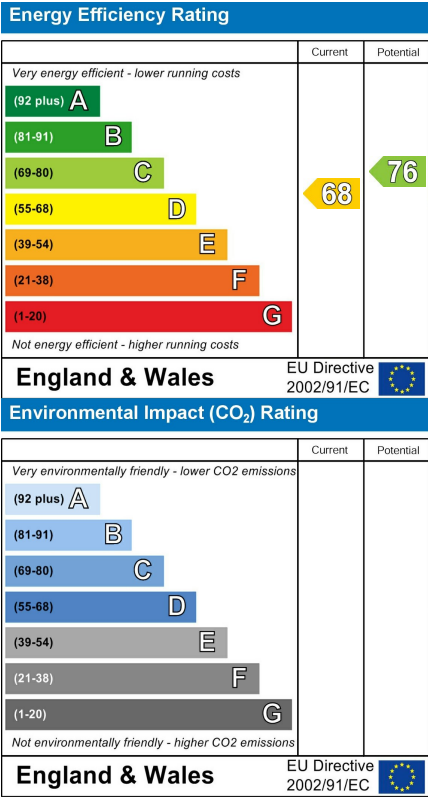 Energy Efficiency Rating
Current Potential
Very energy efficient - lower running costs
(92 plus) A
(81-91) B
(69-80) C
(55-68) D
(39-54) E
(21-38) F
(1-20) G
68
76
Not energy efficient - higher running costs
England & Wales
EU Directive
2002/91/EC
Environmental Impact (CO₂) Rating
Current Potential
Very environmentally friendly - lower CO2 emissions
(92 plus) A
(81-91) B
(69-80) C
(55-68) D
(39-54) E
(21-38) F
(1-20) G
Not environmentally friendly - higher CO2 emissions
England & Wales
EU Directive
2002/91/EC